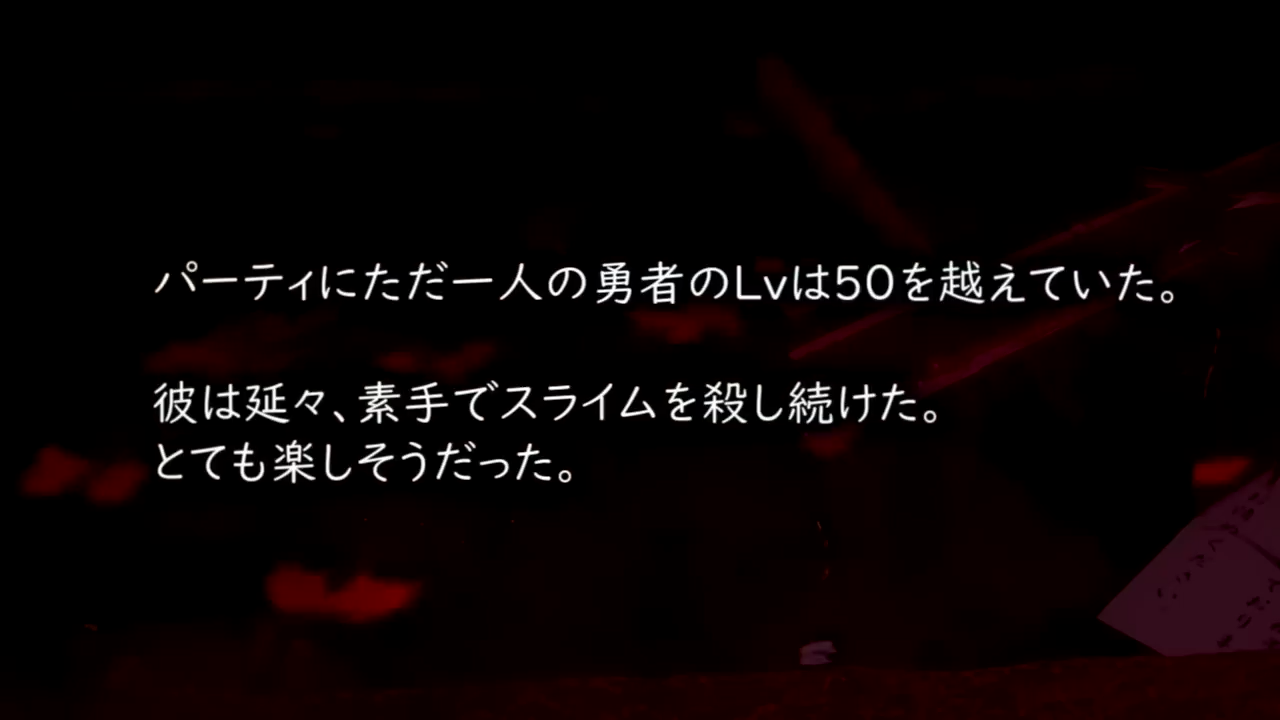 パーティにただ一人の勇者のLvは50を越えていた。
彼は延々、素手でスライムを殺し続けた。
とても楽しそうだった。